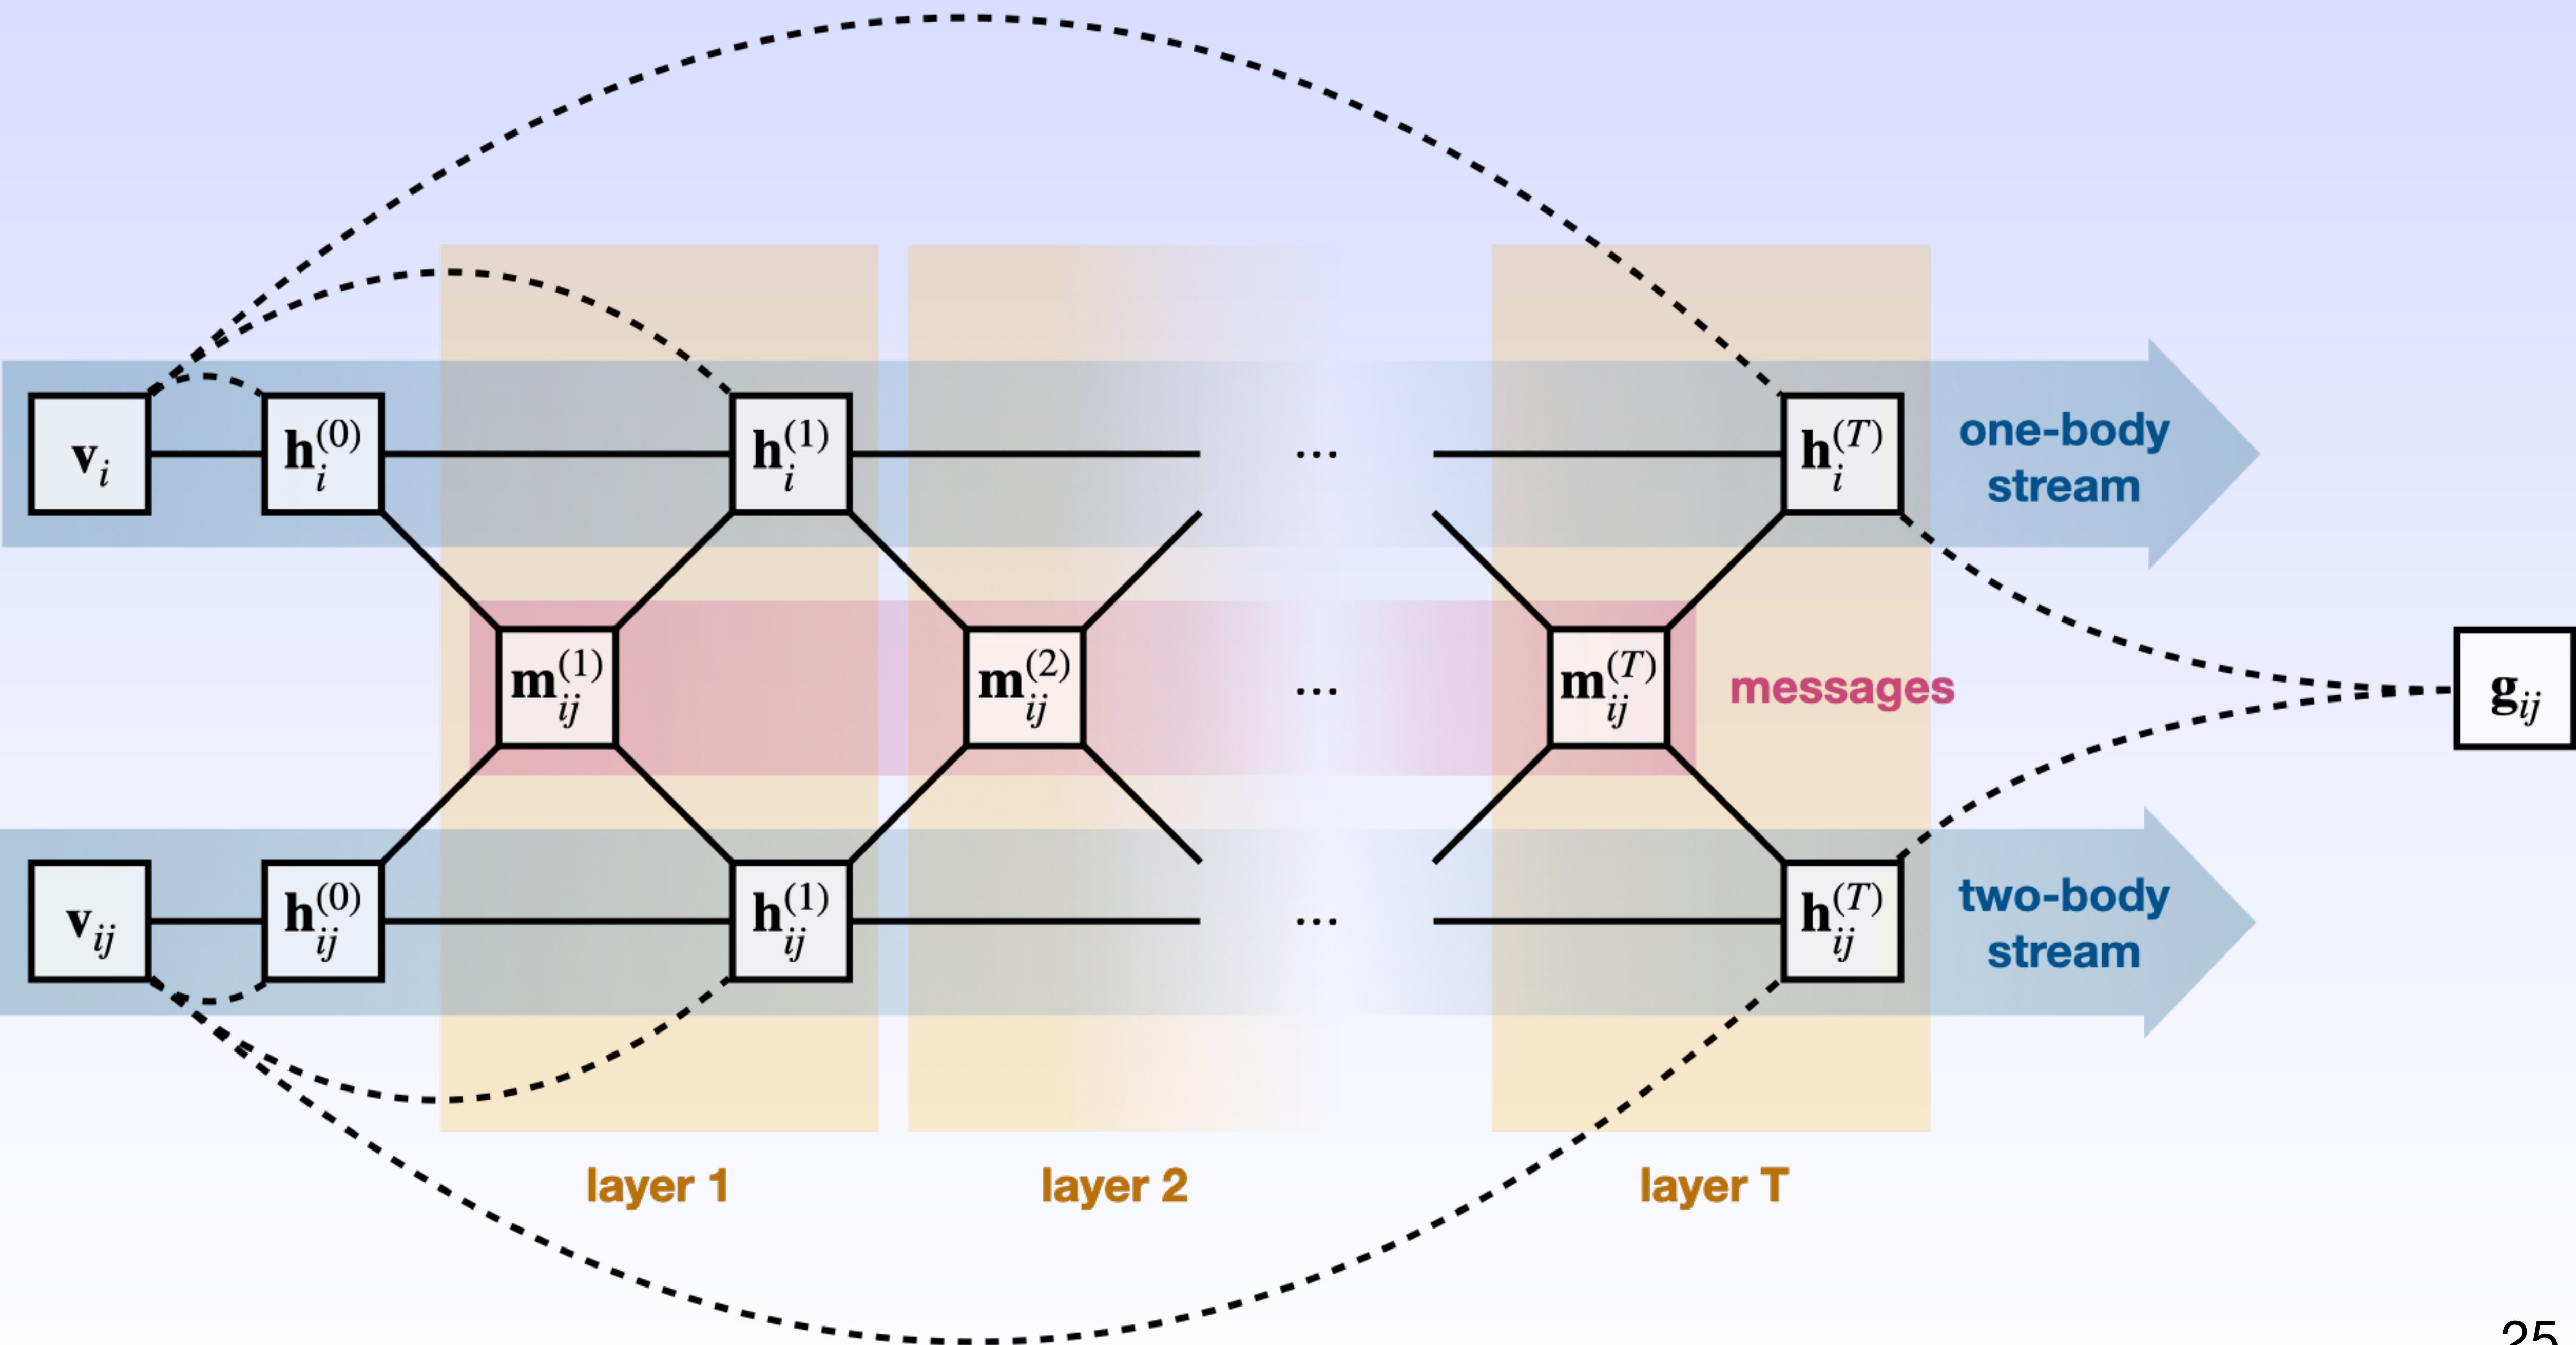 v_i h_i^(0) h_i^(1) ... h_i^(T) one-body
stream
m_ij^(1) m_ij^(2) ... m_ij^(T) messages g_ij
v_ij h_ij^(0) h_ij^(1) ... h_ij^(T) two-body
stream
layer 1 layer 2 layer T
25